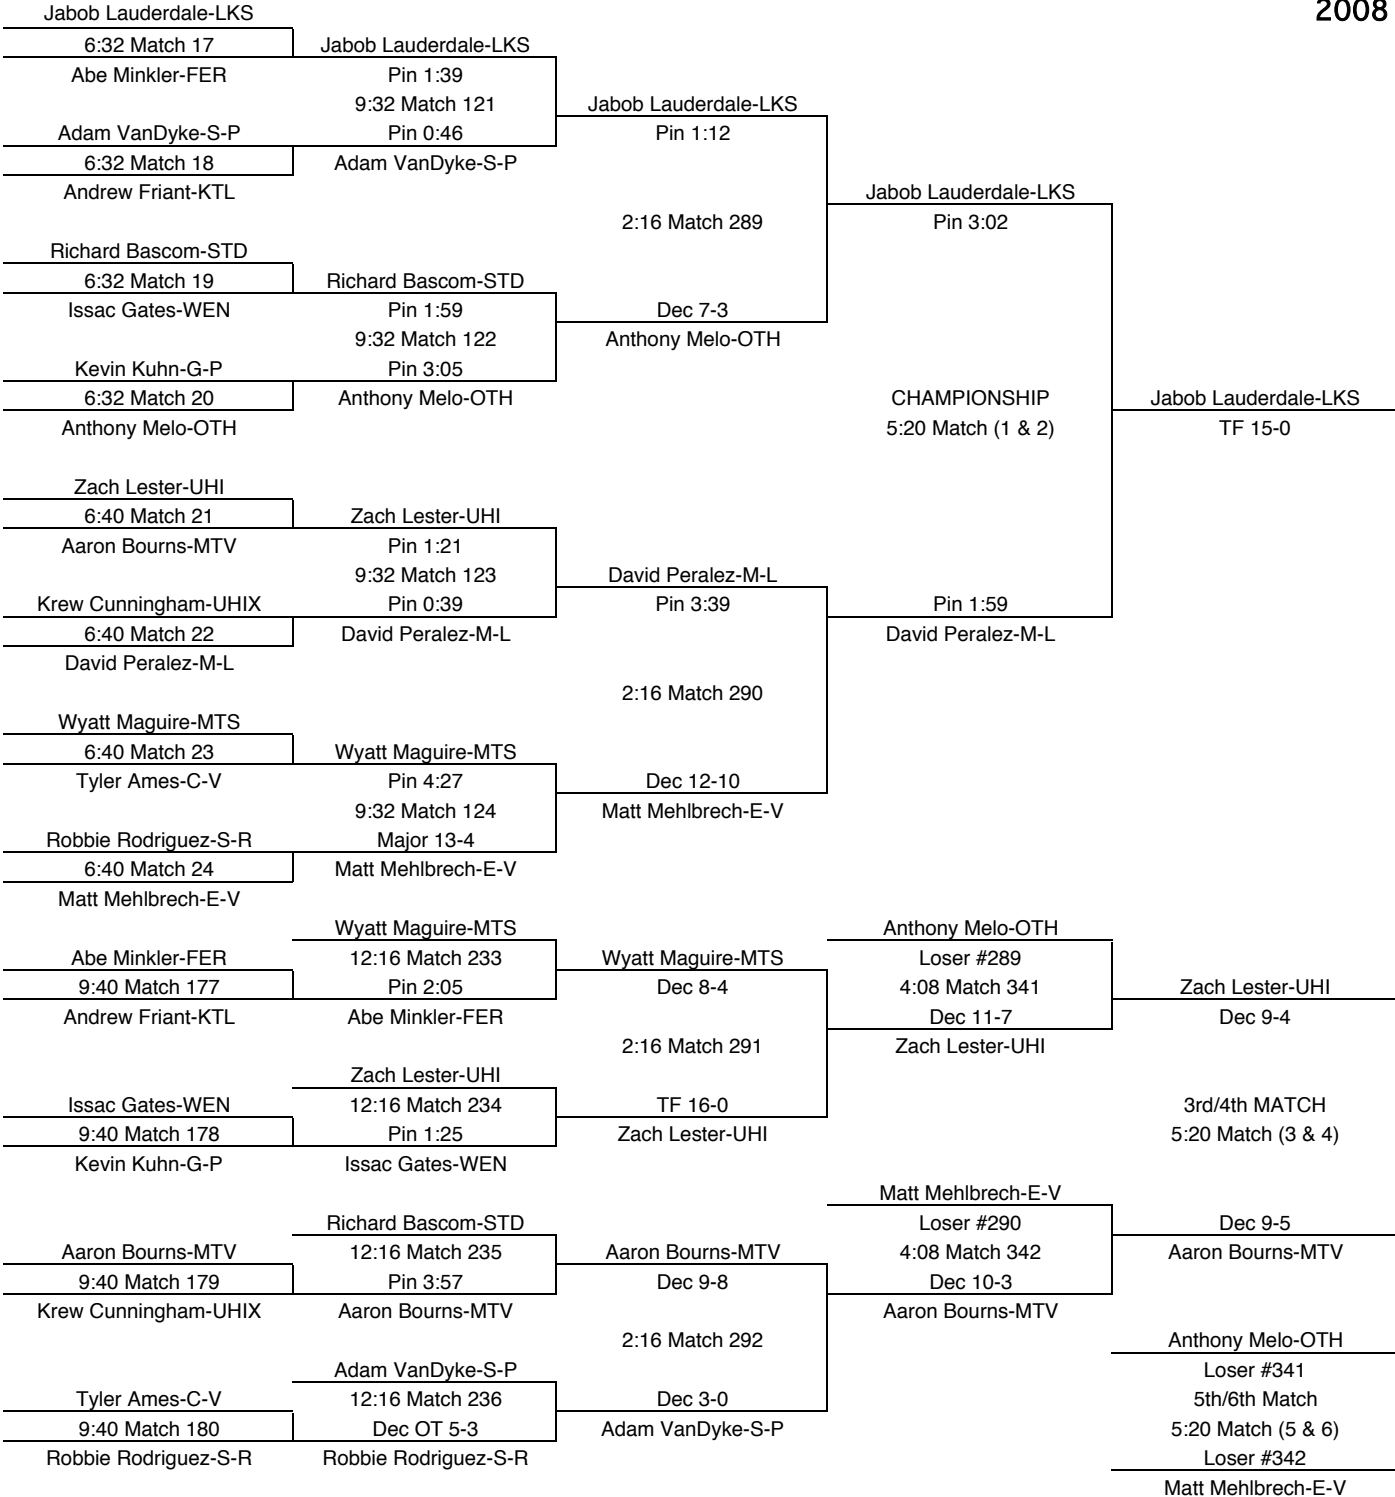 2008
Jabob Lauderdale-LKS
6:32 Match 17
Abe Minkler-FER
Adam VanDyke-S-P
6:32 Match 18
Andrew Friant-KTL
Richard Bascom-STD
6:32 Match 19
Issac Gates-WEN
Kevin Kuhn-G-P
6:32 Match 20
Anthony Melo-OTH
Zach Lester-UHI
6:40 Match 21
Aaron Bourns-MTV
Krew Cunningham-UHIX
6:40 Match 22
David Peralez-M-L
Wyatt Maguire-MTS
6:40 Match 23
Tyler Ames-C-V
Robbie Rodriguez-S-R
6:40 Match 24
Matt Mehlbrech-E-V
Jabob Lauderdale-LKS
Pin 1:39
9:32 Match 121
Pin 0:46
Adam VanDyke-S-P
Richard Bascom-STD
Pin 1:59
9:32 Match 122
Pin 3:05
Anthony Melo-OTH
Zach Lester-UHI
Pin 1:21
9:32 Match 123
Pin 0:39
David Peralez-M-L
Wyatt Maguire-MTS
Pin 4:27
9:32 Match 124
Major 13-4
Matt Mehlbrech-E-V
Jabob Lauderdale-LKS
Pin 1:12
2:16 Match 289
Dec 7-3
Anthony Melo-OTH
David Peralez-M-L
Pin 3:39
2:16 Match 290
Dec 12-10
Matt Mehlbrech-E-V
Jabob Lauderdale-LKS
Pin 3:02
CHAMPIONSHIP
5:20 Match (1 & 2)
Pin 1:59
David Peralez-M-L
Jabob Lauderdale-LKS
TF 15-0
Abe Minkler-FER
9:40 Match 177
Andrew Friant-KTL
Issac Gates-WEN
9:40 Match 178
Kevin Kuhn-G-P
Aaron Bourns-MTV
9:40 Match 179
Krew Cunningham-UHIX
Tyler Ames-C-V
9:40 Match 180
Robbie Rodriguez-S-R
Wyatt Maguire-MTS
12:16 Match 233
Pin 2:05
Abe Minkler-FER
Zach Lester-UHI
12:16 Match 234
Pin 1:25
Issac Gates-WEN
Richard Bascom-STD
12:16 Match 235
Pin 3:57
Aaron Bourns-MTV
Adam VanDyke-S-P
12:16 Match 236
Dec OT 5-3
Robbie Rodriguez-S-R
Wyatt Maguire-MTS
Dec 8-4
2:16 Match 291
TF 16-0
Zach Lester-UHI
Aaron Bourns-MTV
Dec 9-8
2:16 Match 292
Dec 3-0
Adam VanDyke-S-P
Anthony Melo-OTH
Loser #289
4:08 Match 341
Dec 11-7
Zach Lester-UHI
Matt Mehlbrech-E-V
Loser #290
4:08 Match 342
Dec 10-3
Aaron Bourns-MTV
Zach Lester-UHI
Dec 9-4
3rd/4th MATCH
5:20 Match (3 & 4)
Dec 9-5
Aaron Bourns-MTV
Anthony Melo-OTH
Loser #341
5th/6th Match
5:20 Match (5 & 6)
Loser #342
Matt Mehlbrech-E-V